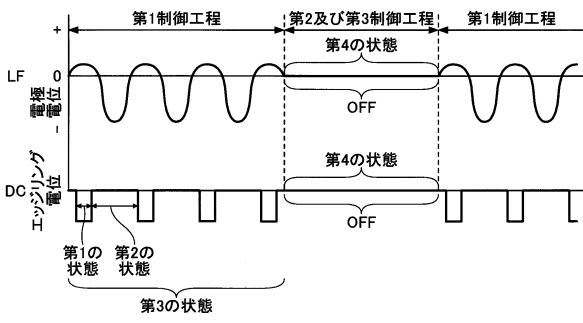 第1制御工程
第2及び第3制御工程
第1制御工程
+
第4の状態
LF
0
電極電位
OFF
-
第4の状態
DC
エッジリング電位
OFF
第1の状態
第2の状態
第3の状態